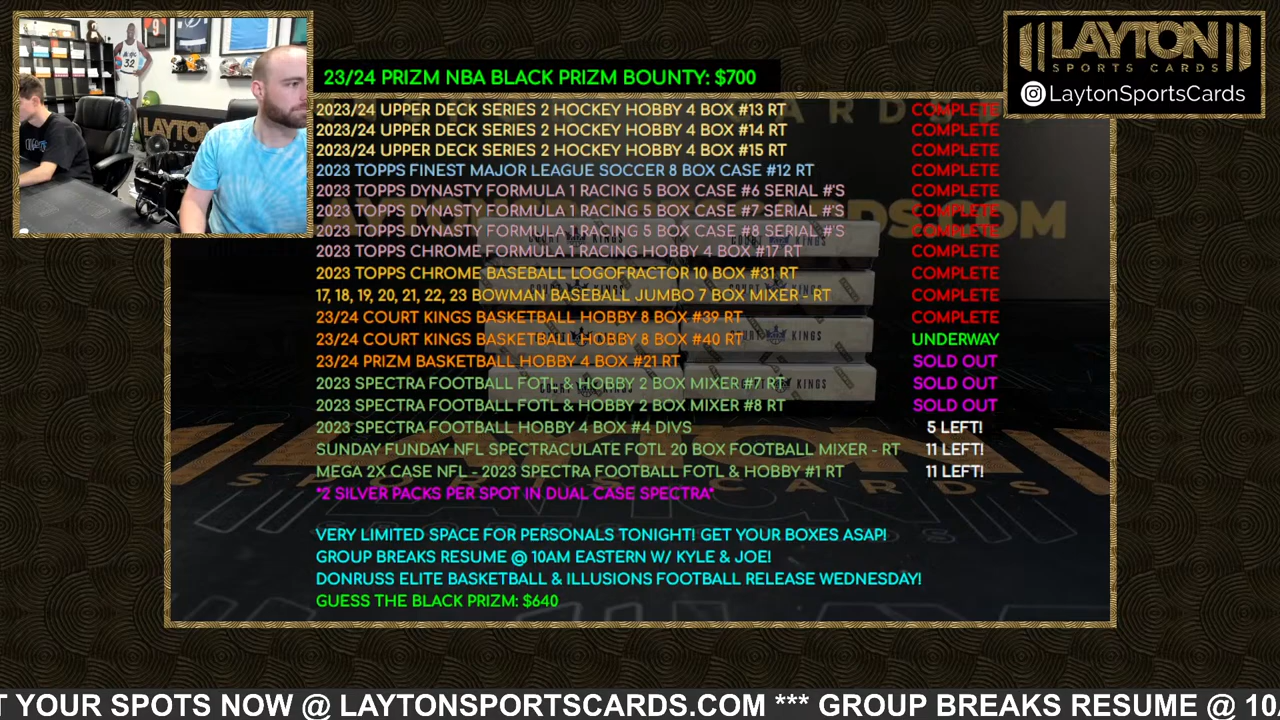 LAYTON
SPORTS CARDS
LaytonSportsCards
23/24 PRIZM NBA BLACK PRIZM BOUNTY: $700
2023/24 UPPER DECK SERIES 2 HOCKEY HOBBY 4 BOX #13 RT COMPLETE
2023/24 UPPER DECK SERIES 2 HOCKEY HOBBY 4 BOX #14 RT COMPLETE
2023/24 UPPER DECK SERIES 2 HOCKEY HOBBY 4 BOX #15 RT COMPLETE
2023 TOPPS FINEST MAJOR LEAGUE SOCCER 8 BOX CASE #12 RT COMPLETE
2023 TOPPS DYNASTY FORMULA 1 RACING 5 BOX CASE #6 SERIAL #'S COMPLETE
2023 TOPPS DYNASTY FORMULA 1 RACING 5 BOX CASE #7 SERIAL #'S COMPLETE
2023 TOPPS DYNASTY FORMULA 1 RACING 5 BOX CASE #8 SERIAL #'S COMPLETE
2023 TOPPS CHROME FORMULA 1 RACING HOBBY 4 BOX #17 RT COMPLETE
2023 TOPPS CHROME BASEBALL LOGOFRACTOR 10 BOX #31 RT COMPLETE
17, 18, 19, 20, 21, 22, 23 BOWMAN BASEBALL JUMBO 7 BOX MIXER - RT COMPLETE
23/24 COURT KINGS BASKETBALL HOBBY 8 BOX #39 RT COMPLETE
23/24 COURT KINGS BASKETBALL HOBBY 8 BOX #40 RT UNDERWAY
23/24 PRIZM BASKETBALL HOBBY 4 BOX #21 RT SOLD OUT
2023 SPECTRA FOOTBALL FOTL & HOBBY 2 BOX MIXER #7 RT SOLD OUT
2023 SPECTRA FOOTBALL FOTL & HOBBY 2 BOX MIXER #8 RT SOLD OUT
2023 SPECTRA FOOTBALL HOBBY 4 BOX #4 DIVS 5 LEFT!
SUNDAY FUNDAY NFL SPECTRACULATE FOTL 20 BOX FOOTBALL MIXER - RT 11 LEFT!
MEGA 2X CASE NFL - 2023 SPECTRA FOOTBALL FOTL & HOBBY #1 RT 11 LEFT!
*2 SILVER PACKS PER SPOT IN DUAL CASE SPECTRA*
VERY LIMITED SPACE FOR PERSONALS TONIGHT! GET YOUR BOXES ASAP!
GROUP BREAKS RESUME @ 10AM EASTERN W/ KYLE & JOE!
DONRUSS ELITE BASKETBALL & ILLUSIONS FOOTBALL RELEASE WEDNESDAY!
GUESS THE BLACK PRIZM: $640
T YOUR SPOTS NOW @ LAYTONSPORTSCARDS.COM *** GROUP BREAKS RESUME @ 10